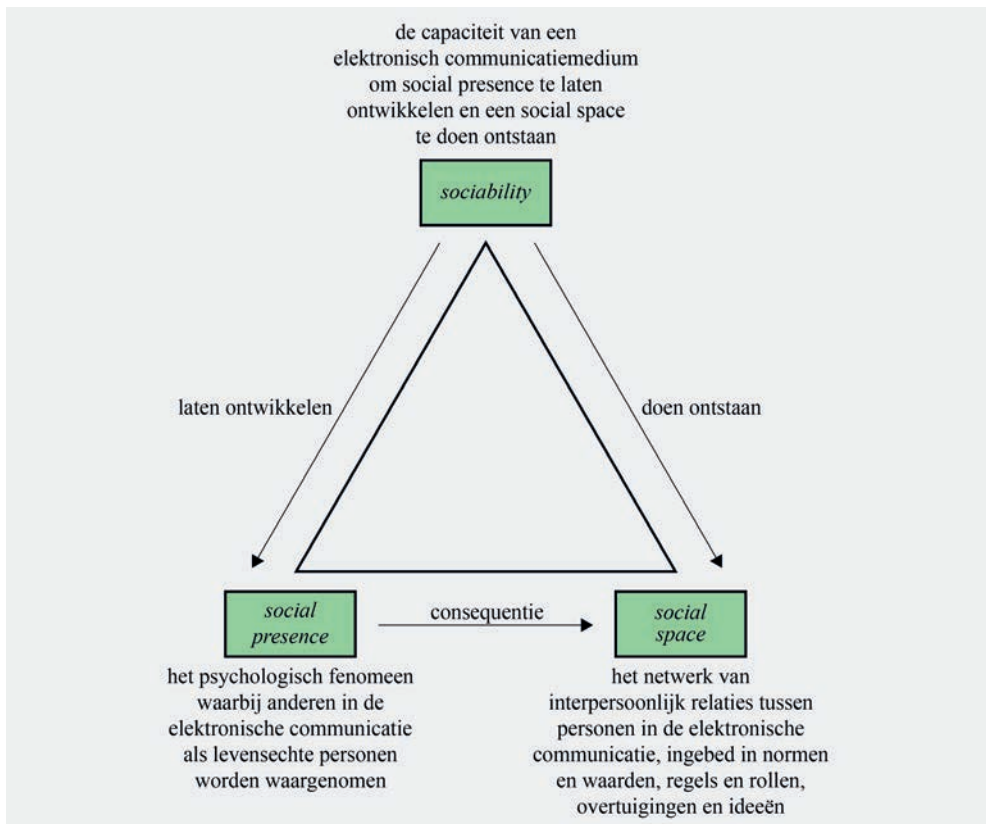 de capaciteit van een
elektronisch communicatiemedium
om social presence te laten
ontwikkelen en een social space
te doen ontstaan
sociability
laten ontwikkelen
doen ontstaan
social
presence
consequentie
social
space
het psychologisch fenomeen
waarbij anderen in de
elektronische communicatie
als levensechte personen
worden waargenomen
het netwerk van
interpersoonlijk relaties tussen
personen in de elektronische
communicatie, ingebed in normen
en waarden, regels en rollen,
overtuigingen en ideeën